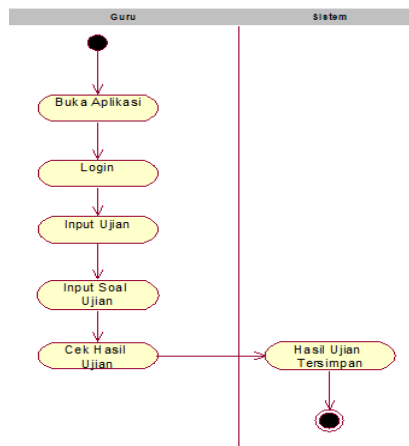 Guru
Sistem
Buka Aplikasi
Login
Input Ujian
Input Soal
Ujian
Cek Hasil
Ujian
Hasil Ujian
Tersimpan